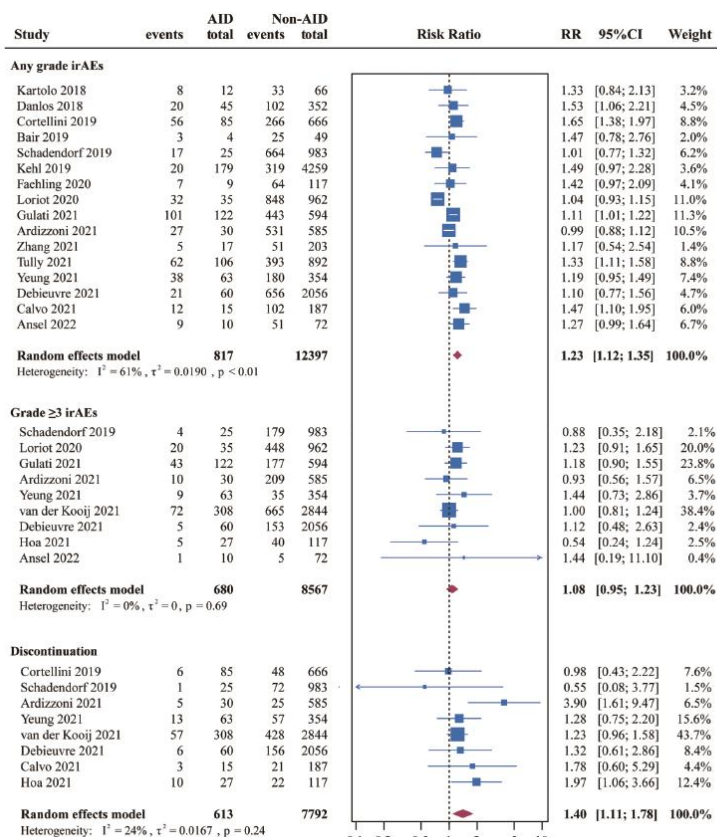 AID Non-AID
Study events total events total Risk Ratio RR 95%CI Weight
Any grade irAEs
Kartolo 2018 8 12 33 66 1.33 [0.84; 2.13] 3.2%
Danlos 2018 20 45 102 352 1.53 [1.06; 2.21] 4.5%
Cortellini 2019 56 85 266 666 1.65 [1.38; 1.97] 8.8%
Bair 2019 3 4 25 49 1.47 [0.78; 2.76] 2.0%
Schadendorf 2019 17 25 664 983 1.01 [0.77; 1.32] 6.2%
Kehl 2019 20 179 319 4259 1.49 [0.97; 2.28] 3.6%
Faehling 2020 7 9 64 117 1.42 [0.97; 2.09] 4.1%
Loriot 2020 32 35 848 962 1.04 [0.93; 1.15] 11.0%
Gulati 2021 101 122 443 594 1.11 [1.01; 1.22] 11.3%
Ardizzoni 2021 27 30 531 585 0.99 [0.88; 1.12] 10.5%
Zhang 2021 5 17 51 203 1.17 [0.54; 2.54] 1.4%
Tully 2021 62 106 393 892 1.33 [1.11; 1.58] 8.8%
Yeung 2021 38 63 180 354 1.19 [0.95; 1.49] 7.4%
Debieuvre 2021 21 60 656 2056 1.10 [0.77; 1.56] 4.7%
Calvo 2021 12 15 102 187 1.47 [1.10; 1.95] 6.0%
Ansel 2022 9 10 51 72 1.27 [0.99; 1.64] 6.7%
Random effects model 817 12397 1.23 [1.12; 1.35] 100.0%
Heterogeneity: I² = 61%, τ² = 0.0190, p < 0.01
Grade ≥3 irAEs
Schadendorf 2019 4 25 179 983 0.88 [0.35; 2.18] 2.1%
Loriot 2020 20 35 448 962 1.23 [0.91; 1.65] 20.0%
Gulati 2021 43 122 177 594 1.18 [0.90; 1.55] 23.8%
Ardizzoni 2021 10 30 209 585 0.93 [0.56; 1.57] 6.5%
Yeung 2021 9 63 35 354 1.44 [0.73; 2.86] 3.7%
van der Kooij 2021 72 308 665 2844 1.00 [0.81; 1.24] 38.4%
Debieuvre 2021 5 60 153 2056 1.12 [0.48; 2.63] 2.4%
Hoa 2021 5 27 40 117 0.54 [0.24; 1.24] 2.5%
Ansel 2022 1 10 5 72 1.44 [0.19; 11.10] 0.4%
Random effects model 680 8567 1.08 [0.95; 1.23] 100.0%
Heterogeneity: I² = 0%, τ² = 0, p = 0.69
Discontinuation
Cortellini 2019 6 85 48 666 0.98 [0.43; 2.22] 7.6%
Schadendorf 2019 1 25 72 983 0.55 [0.08; 3.77] 1.5%
Ardizzoni 2021 5 30 25 585 3.90 [1.61; 9.47] 6.5%
Yeung 2021 13 63 57 354 1.28 [0.75; 2.20] 15.6%
van der Kooij 2021 57 308 428 2844 1.23 [0.96; 1.58] 43.7%
Debieuvre 2021 6 60 156 2056 1.32 [0.61; 2.86] 8.4%
Calvo 2021 3 15 21 187 1.78 [0.60; 5.29] 4.4%
Hoa 2021 10 27 22 117 1.97 [1.06; 3.66] 12.4%
Random effects model 613 7792 1.40 [1.11; 1.78] 100.0%
Heterogeneity: I² = 24%, τ² = 0.0167, p = 0.24